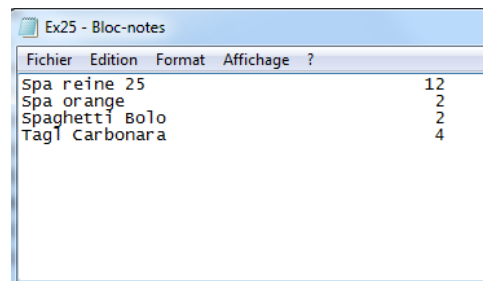 Ex25 - Bloc-notes
Fichier Edition Format Affichage ?
Spa reine 25 12
Spa orange 2
Spaghetti Bolo 2
Tagl Carbonara 4